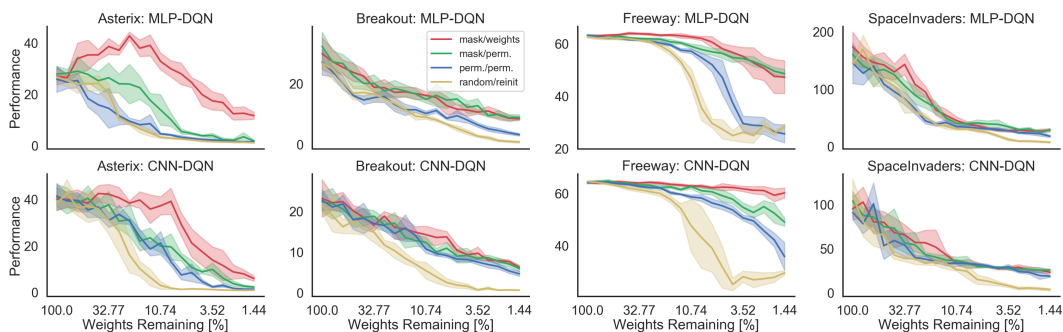 Asterix: MLP-DQN
Breakout: MLP-DQN
Freeway: MLP-DQN
SpaceInvaders: MLP-DQN
Performance
40
20
0
20
0
mask/weights
mask/perm.
perm./perm.
random/reinit
60
40
20
200
100
0
Asterix: CNN-DQN
Breakout: CNN-DQN
Freeway: CNN-DQN
SpaceInvaders: CNN-DQN
Performance
40
20
0
20
10
0
60
40
100
50
0
100.0 32.77 10.74 3.52 1.44
100.0 32.77 10.74 3.52 1.44
100.0 32.77 10.74 3.52 1.44
100.0 32.77 10.74 3.52 1.44
Weights Remaining [%]
Weights Remaining [%]
Weights Remaining [%]
Weights Remaining [%]